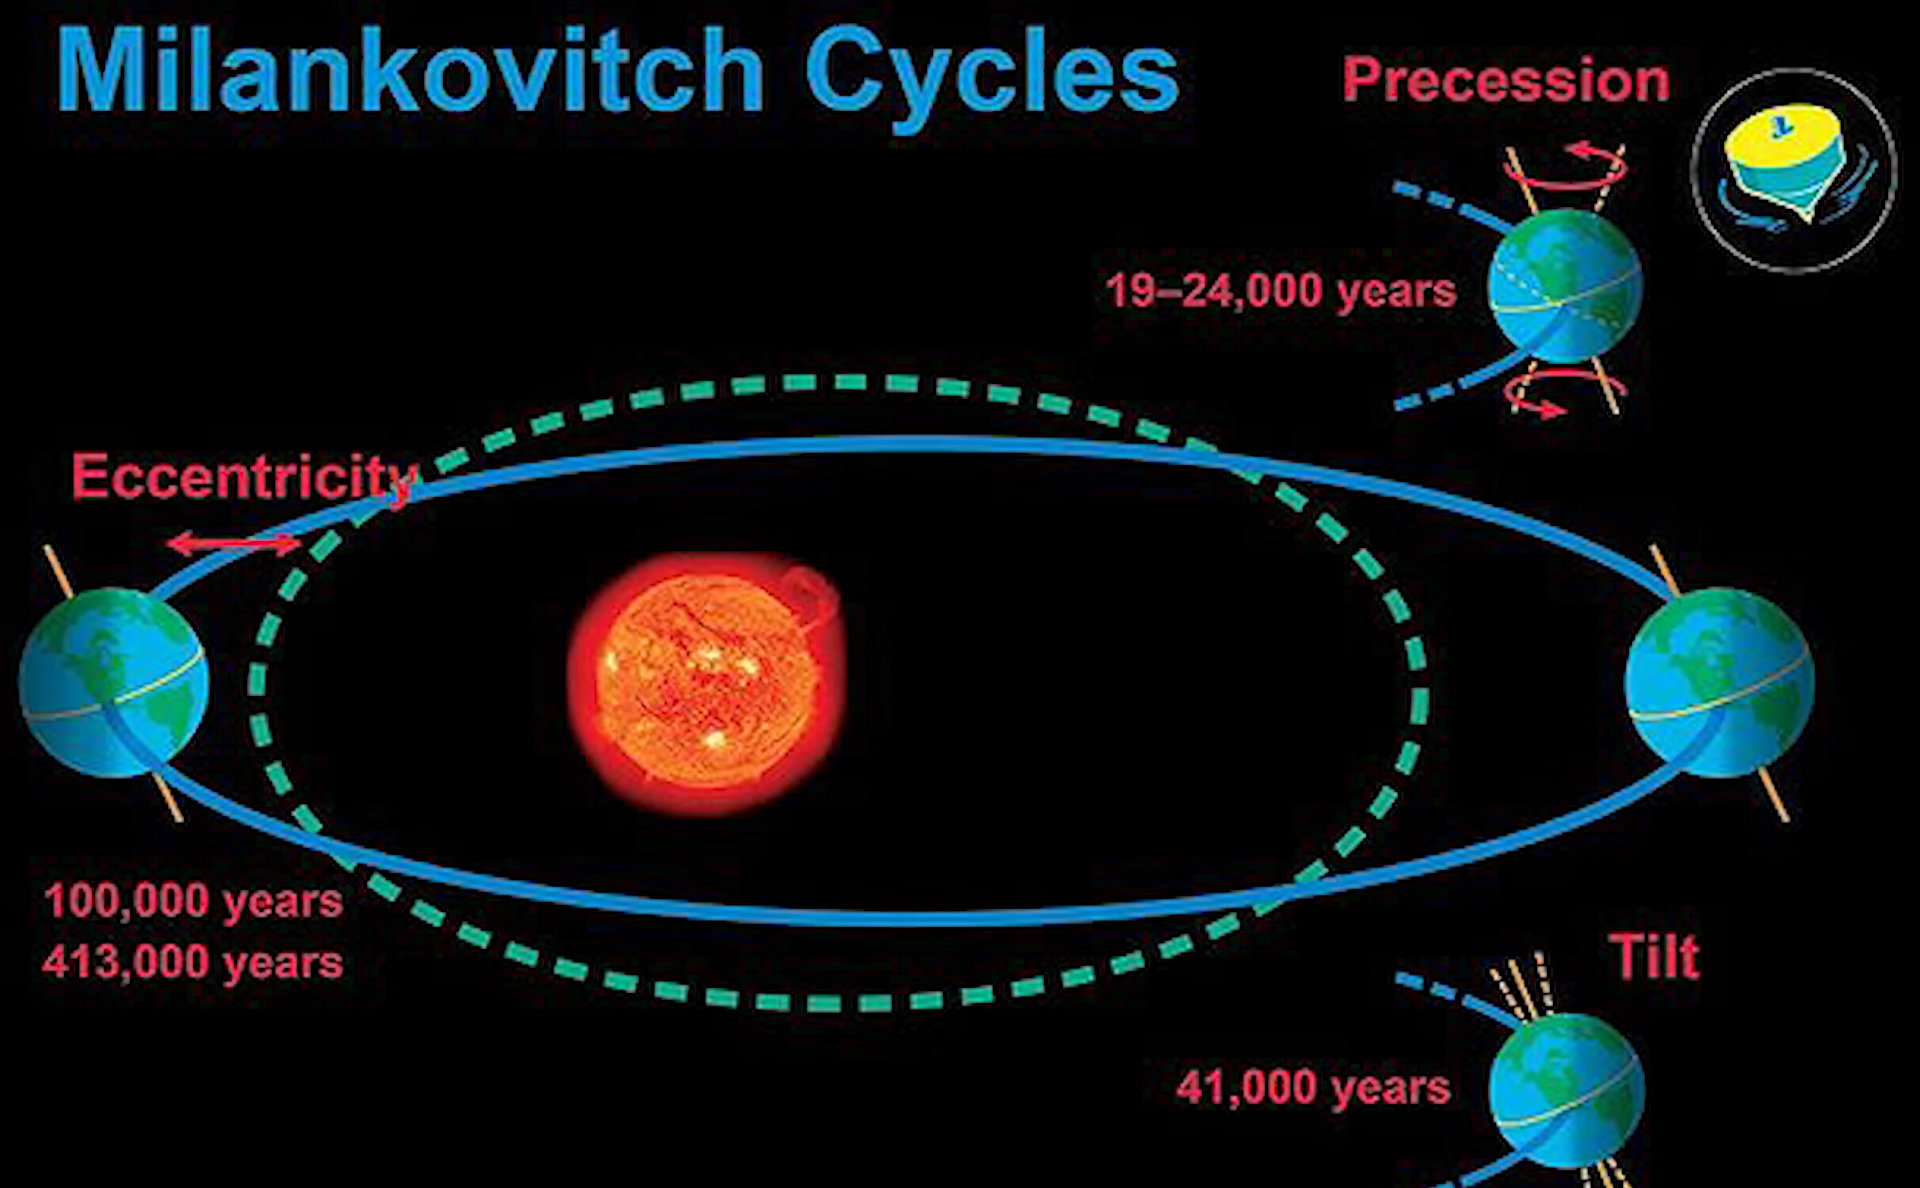 Milankovitch Cycles
Precession
19–24,000 years
Eccentricity
100,000 years
413,000 years
Tilt
41,000 years